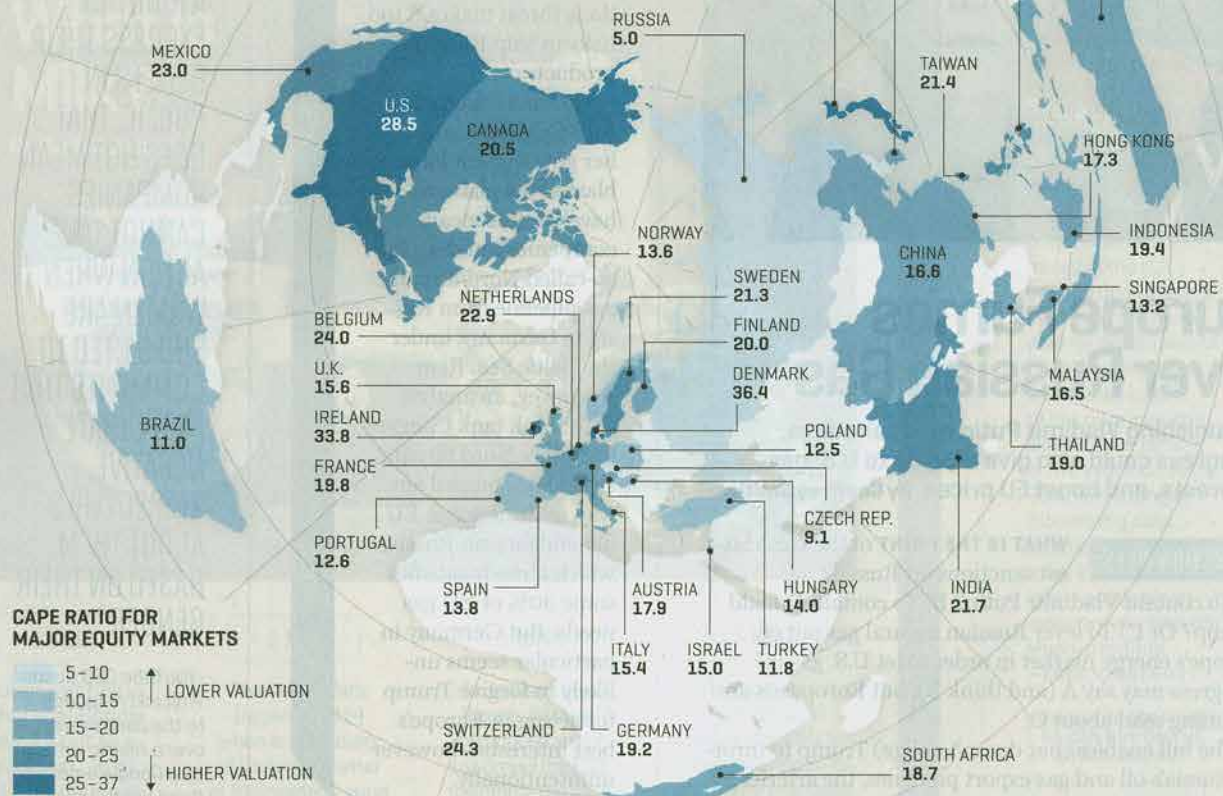 RUSSIA
5.0
MEXICO
23.0
TAIWAN
21.4
U.S.
28.5
CANADA
20.5
HONG KONG
17.3
NORWAY
13.6
INDONESIA
19.4
CHINA
16.6
SWEDEN
21.3
SINGAPORE
13.2
NETHERLANDS
22.9
BELGIUM
24.0
FINLAND
20.0
U.K.
15.6
DENMARK
36.4
MALAYSIA
16.5
IRELAND
33.8
BRAZIL
11.0
POLAND
12.5
THAILAND
19.0
FRANCE
19.8
CZECH REP.
9.1
PORTUGAL
12.6
SPAIN
13.8
AUSTRIA
17.9
HUNGARY
14.0
INDIA
21.7
CAPE RATIO FOR
MAJOR EQUITY MARKETS
5-10
10-15
LOWER VALUATION
15-20
20-25
HIGHER VALUATION
25-37
ITALY
15.4
ISRAEL
15.0
TURKEY
11.8
SWITZERLAND
24.3
GERMANY
19.2
SOUTH AFRICA
18.7